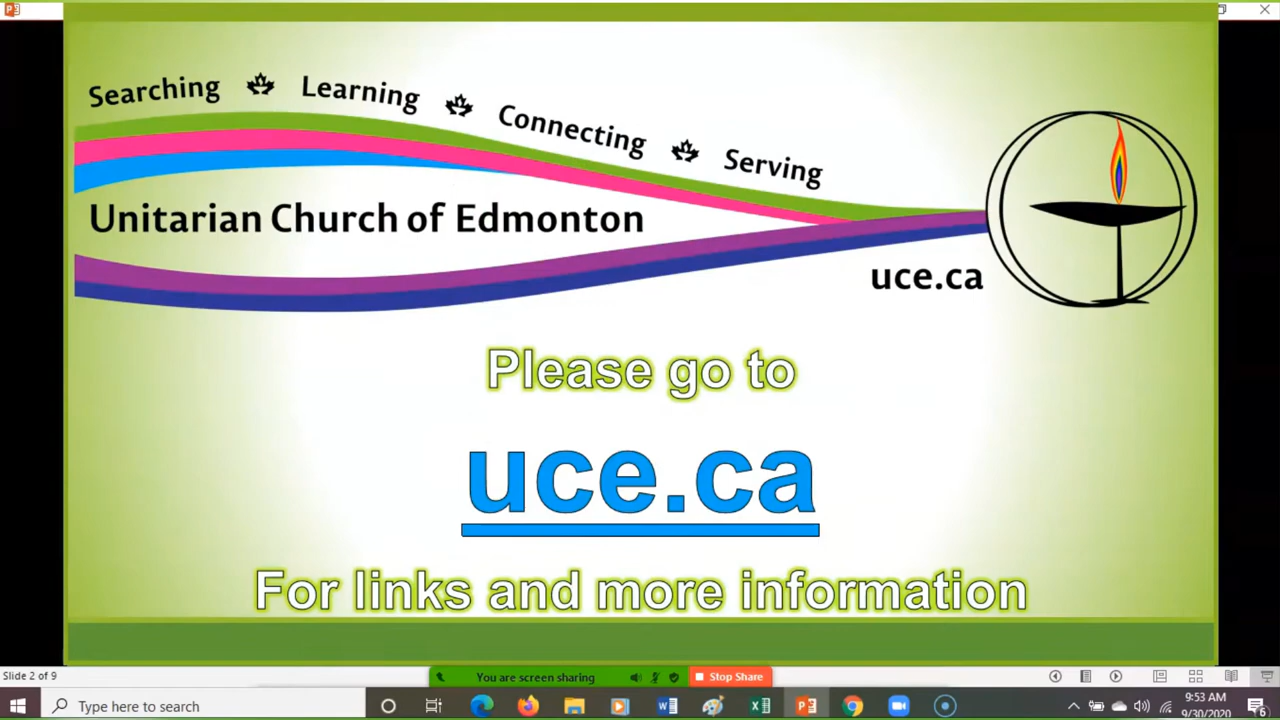 Searching Learning Connecting Serving
Unitarian Church of Edmonton
uce.ca
Please go to
uce.ca
For links and more information
You are screen sharing
Stop Share
Slide 2 of 9
Type here to search
9:53 AM
9/30/2020
6